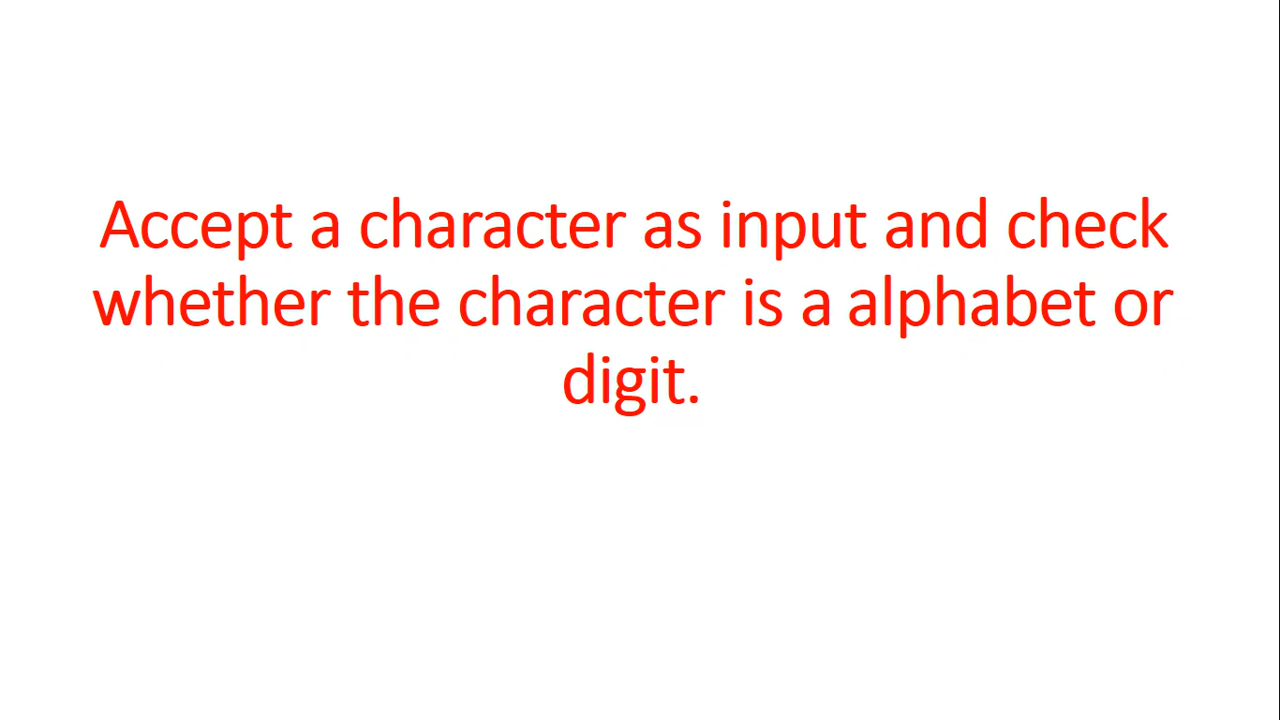 Accept a character as input and check
whether the character is a alphabet or
digit.